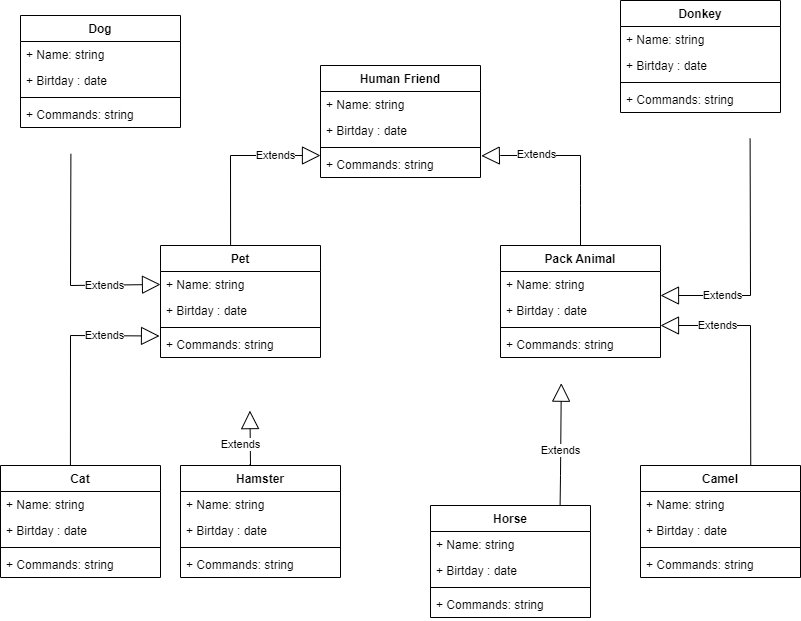 Dog
+ Name: string
+ Birtday : date
+ Commands: string
Donkey
+ Name: string
+ Birtday : date
+ Commands: string
Human Friend
+ Name: string
+ Birtday : date
+ Commands: string
Extends
Extends
Pet
+ Name: string
+ Birtday : date
+ Commands: string
Pack Animal
+ Name: string
+ Birtday : date
+ Commands: string
Extends
Extends
Extends
Extends
Extends
Extends
Cat
+ Name: string
+ Birtday : date
+ Commands: string
Hamster
+ Name: string
+ Birtday : date
+ Commands: string
Horse
+ Name: string
+ Birtday : date
+ Commands: string
Camel
+ Name: string
+ Birtday : date
+ Commands: string